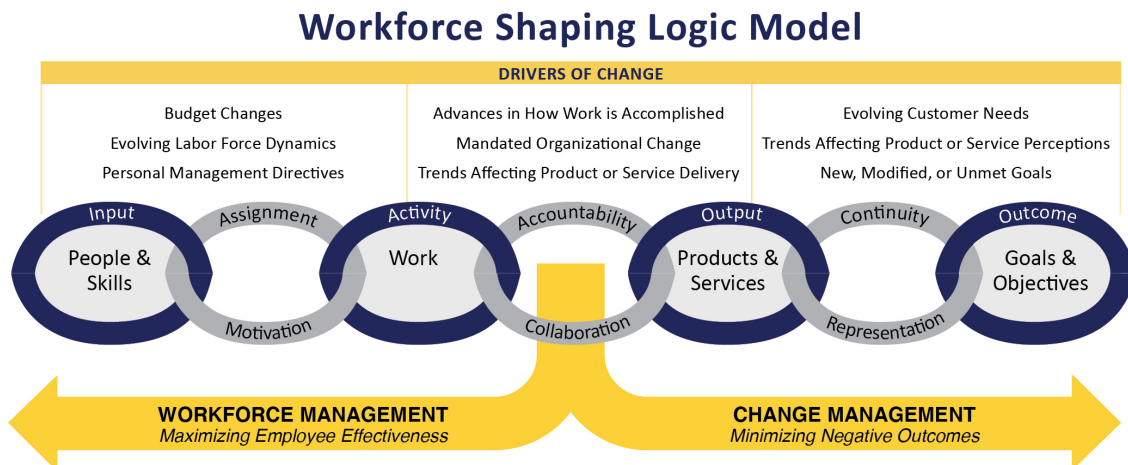 Workforce Shaping Logic Model
DRIVERS OF CHANGE
Budget Changes
Evolving Labor Force Dynamics
Personal Management Directives
Advances in How Work is Accomplished
Mandated Organizational Change
Trends Affecting Product or Service Delivery
Evolving Customer Needs
Trends Affecting Product or Service Perceptions
New, Modified, or Unmet Goals
Input
Assignment
Activity
Accountability
Output
Continuity
Outcome
People &
Skills
Work
Products &
Services
Goals &
Objectives
Motivation
Collaboration
Representation
WORKFORCE MANAGEMENT
Maximizing Employee Effectiveness
CHANGE MANAGEMENT
Minimizing Negative Outcomes